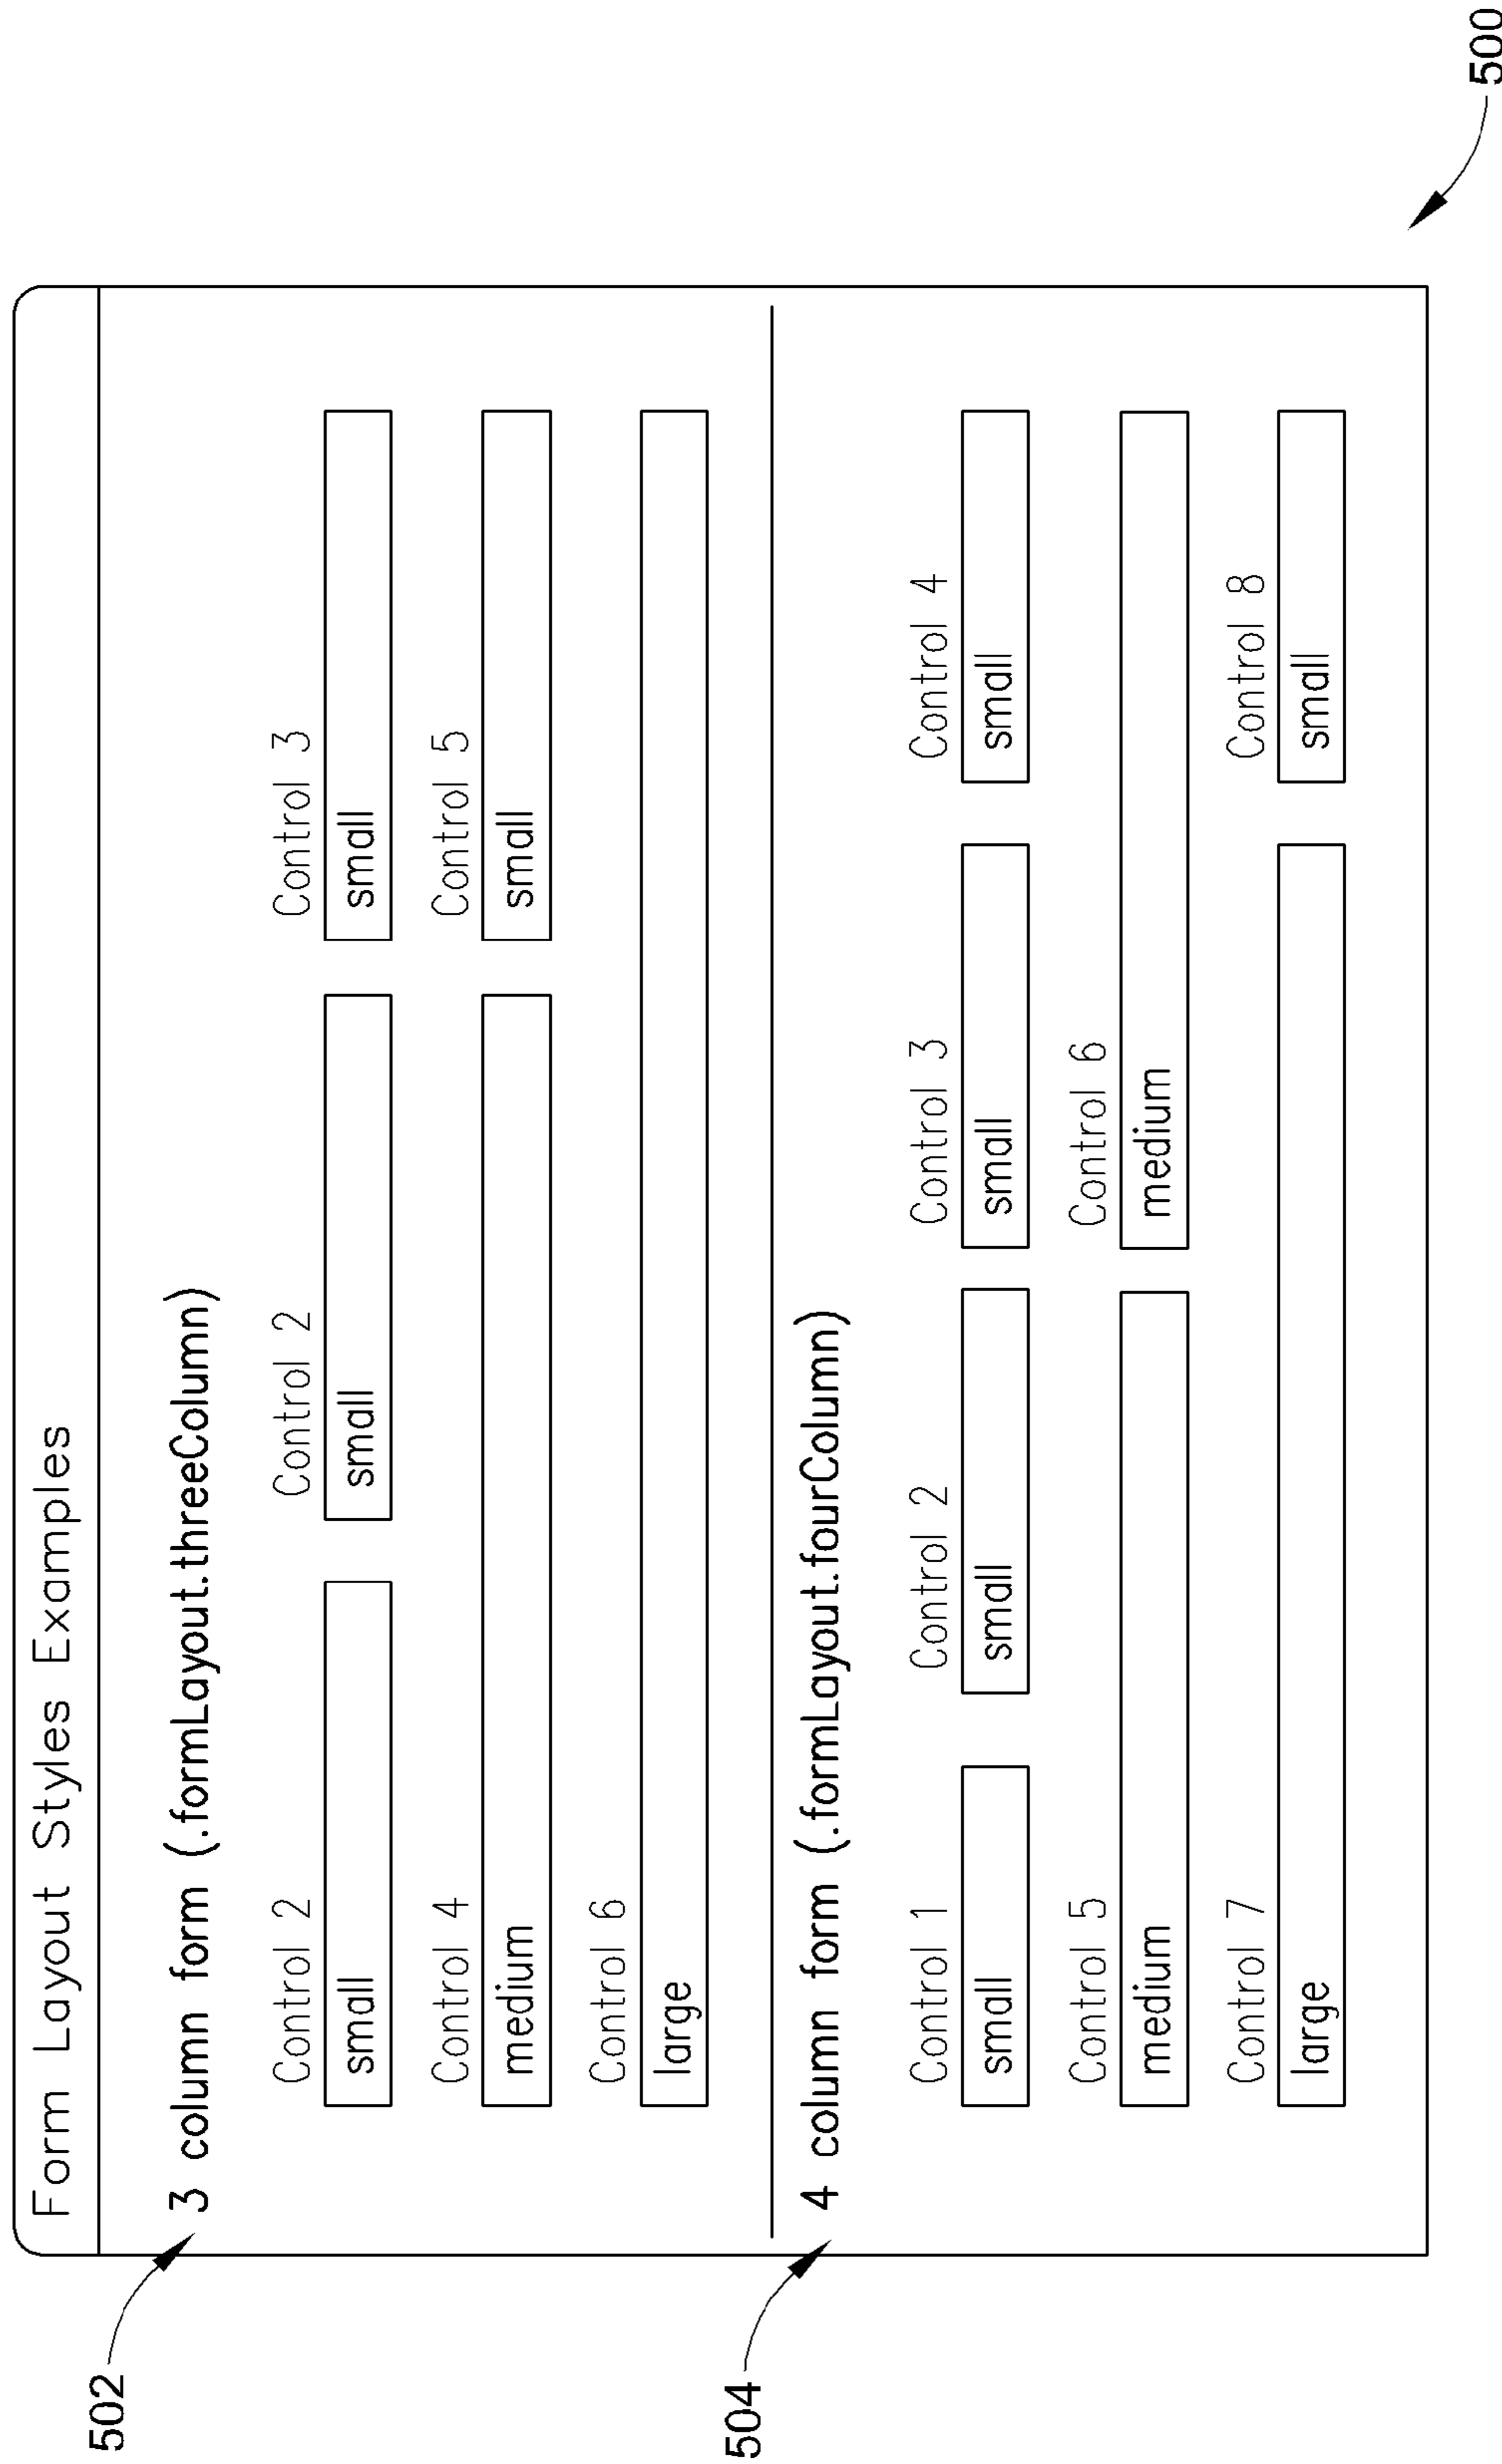 Form Layout Styles Examples
502
3 column form (.formLayout.threeColumn)
Control 2 Control 2 Control 3
small small small
Control 4 Control 5
medium small
Control 6
large
504
4 column form (.formLayout.fourColumn)
Control 1 Control 2 Control 3 Control 4
small small small small
Control 5 Control 6
medium medium
Control 7 Control 8
large small
500